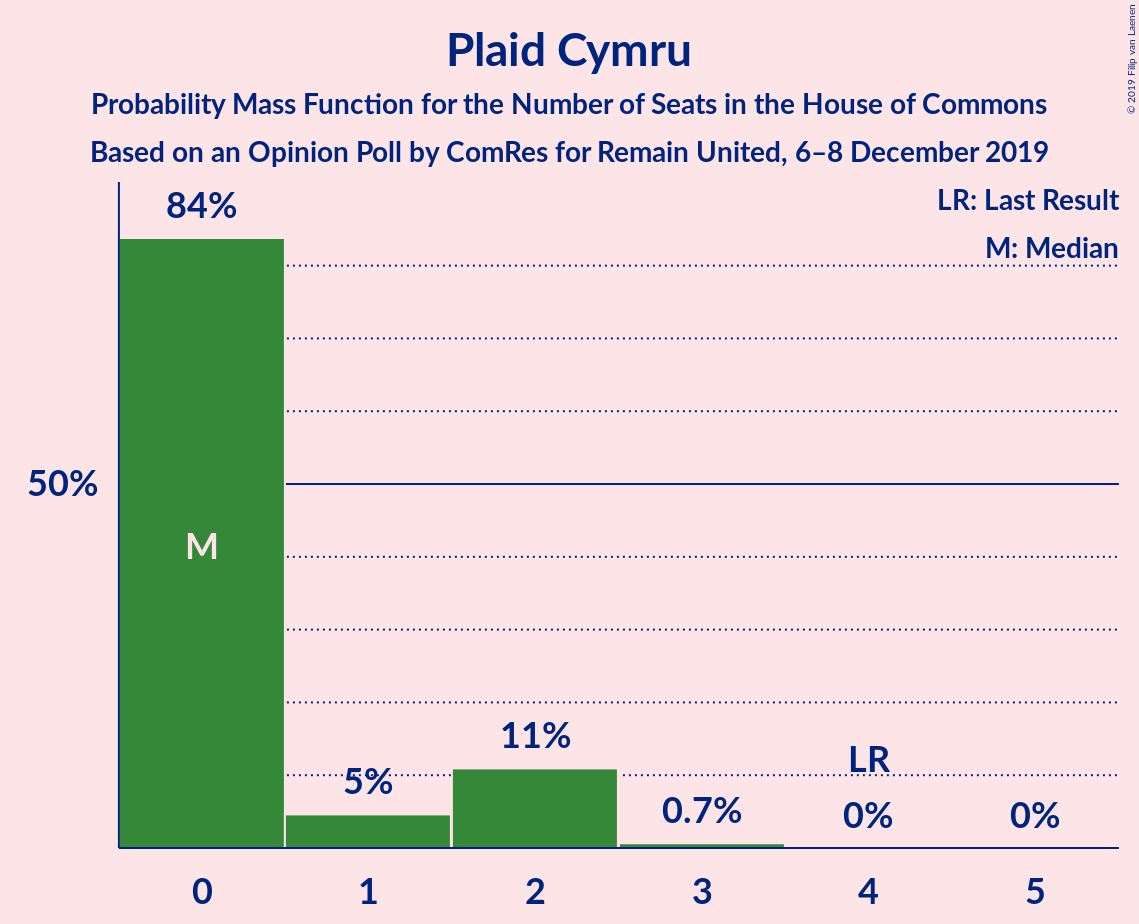 Plaid Cymru
Probability Mass Function for the Number of Seats in the House of Commons
Based on an Opinion Poll by ComRes for Remain United, 6–8 December 2019
© 2019 Filip van Laenen
LR: Last Result
M: Median
84%
50%
M
5%
11%
0.7%
LR
0%
0%
0
1
2
3
4
5